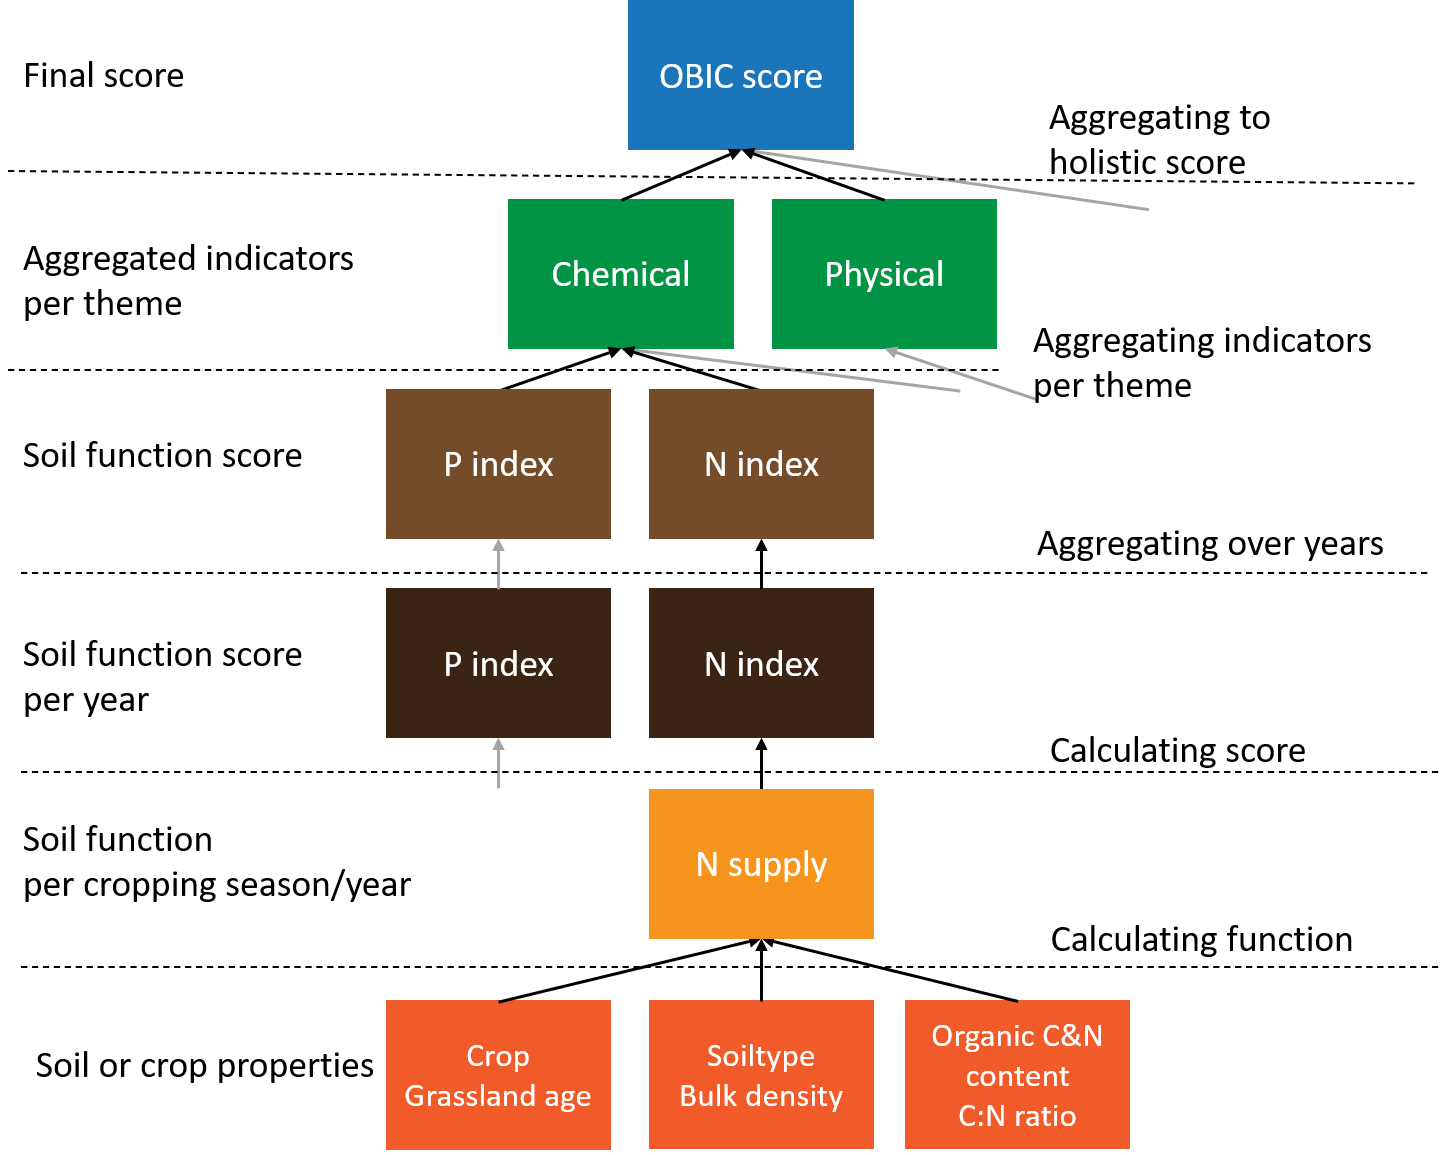 Final score
OBIC score
Aggregating to
holistic score
Aggregated indicators
per theme
Chemical
Physical
Aggregating indicators
per theme
Soil function score
P index
N index
Aggregating over years
Soil function score
per year
P index
N index
Calculating score
Soil function
per cropping season/year
N supply
Calculating function
Soil or crop properties
Crop
Grassland age
Soiltype
Bulk density
Organic C&N
content
C:N ratio